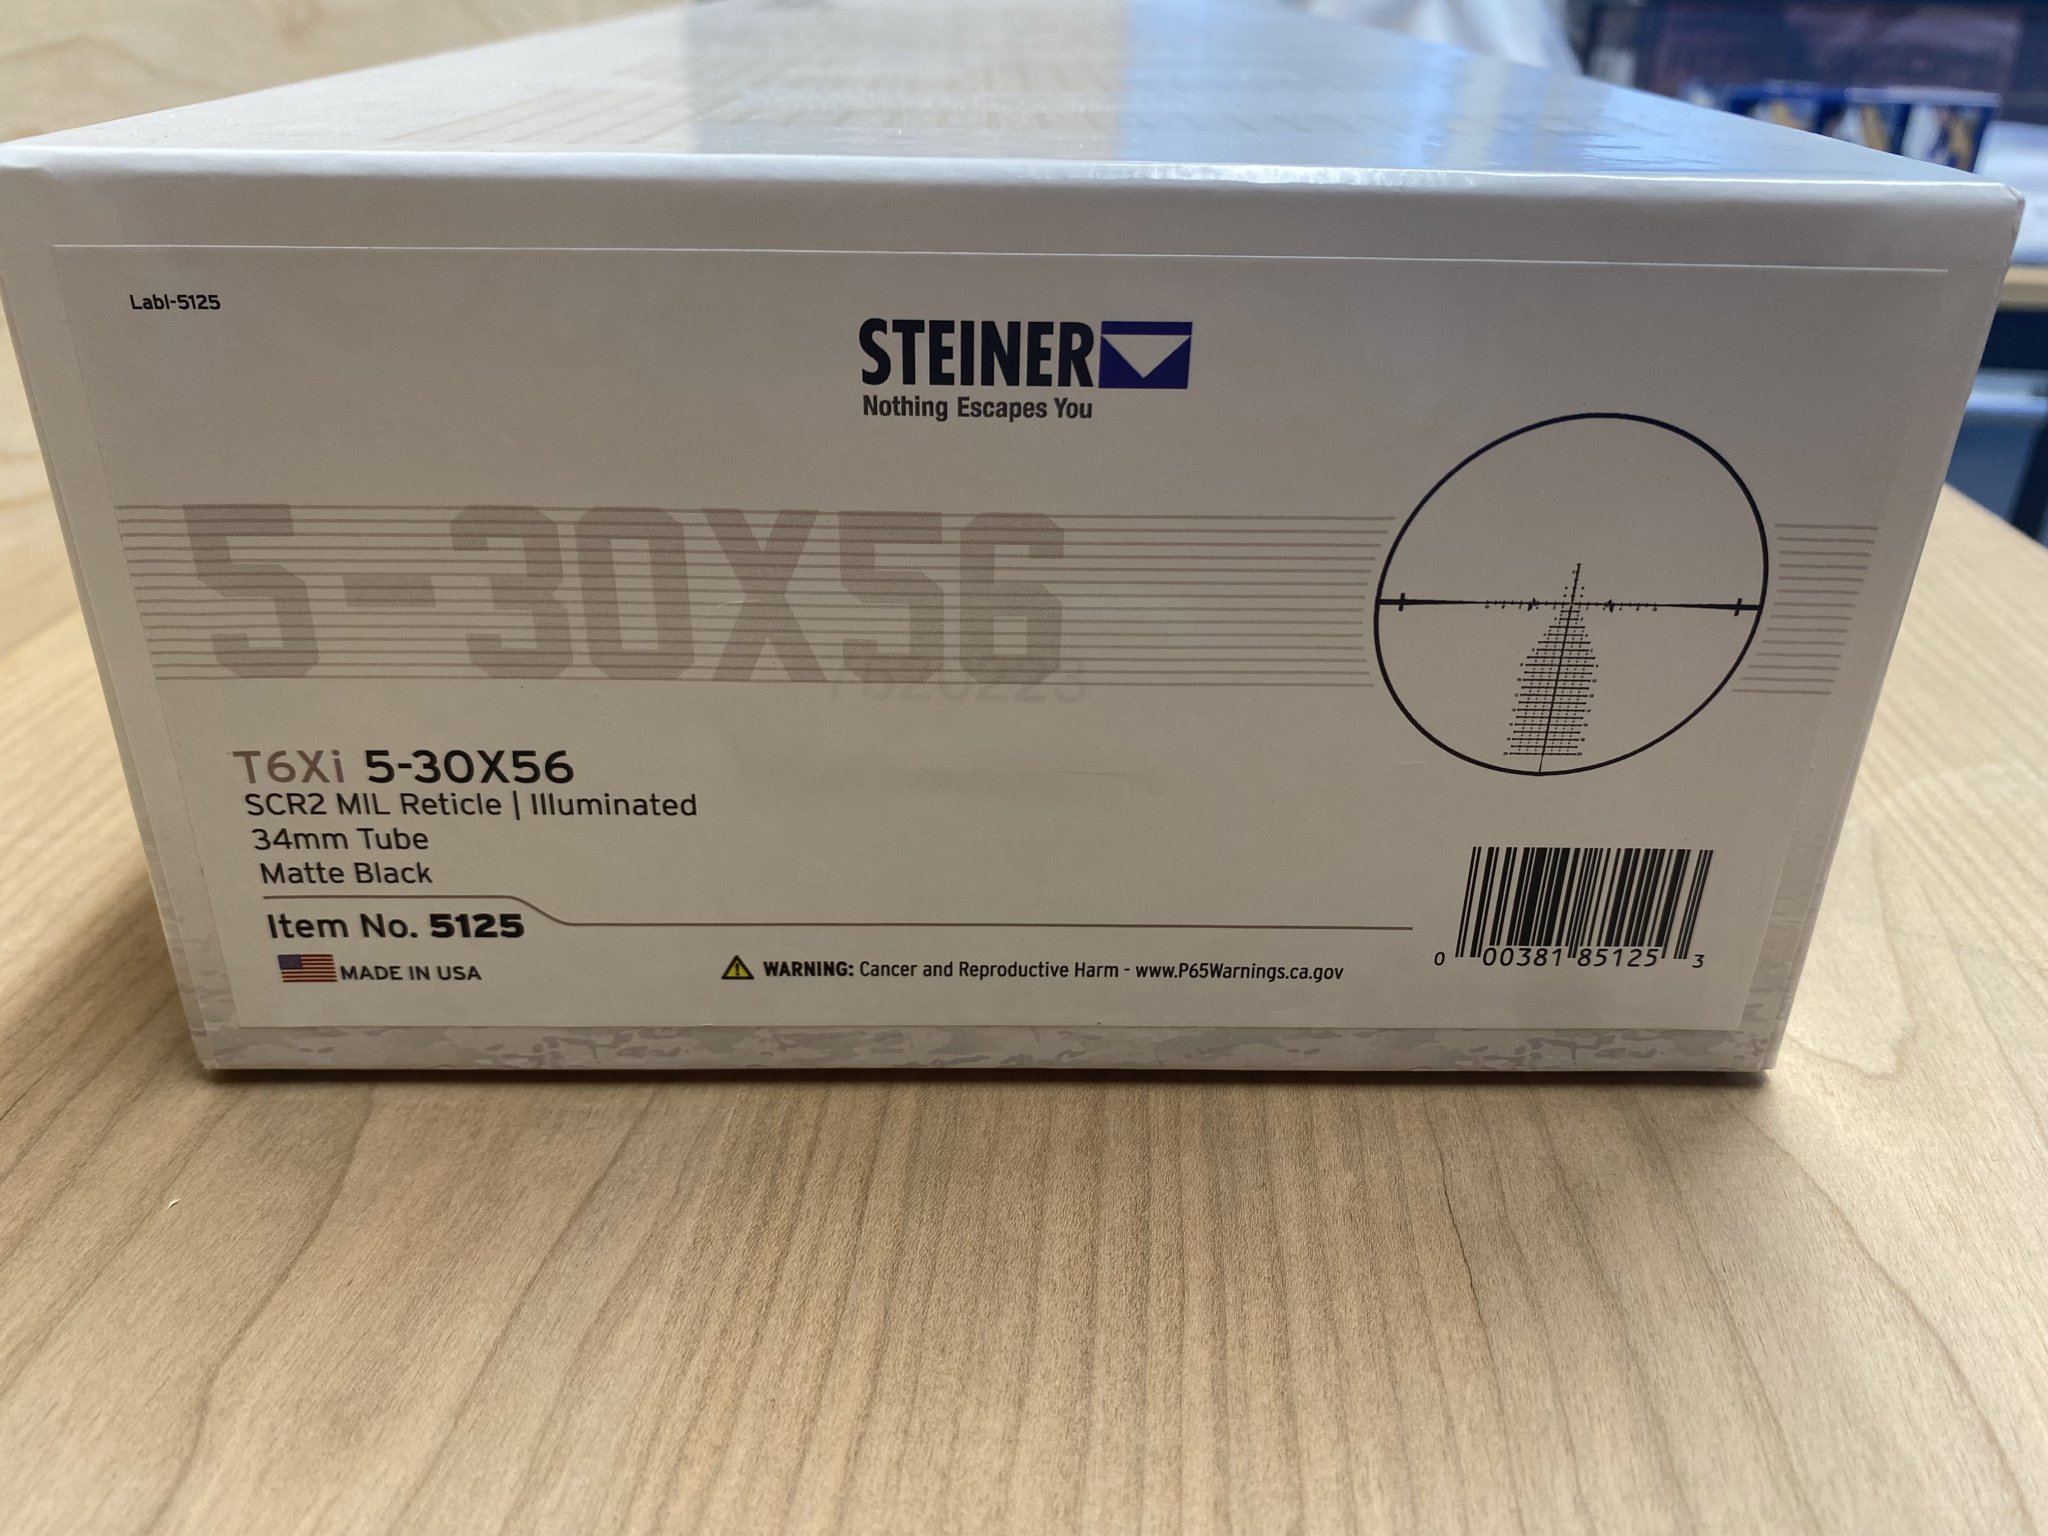 Labl-5125
STEINER
Nothing Escapes You
5-30X56
T6Xi 5-30X56
SCR2 MIL Reticle | Illuminated
34mm Tube
Matte Black
Item No. 5125
MADE IN USA
WARNING: Cancer and Reproductive Harm - www.P65Warnings.ca.gov
0 00381 85125 3